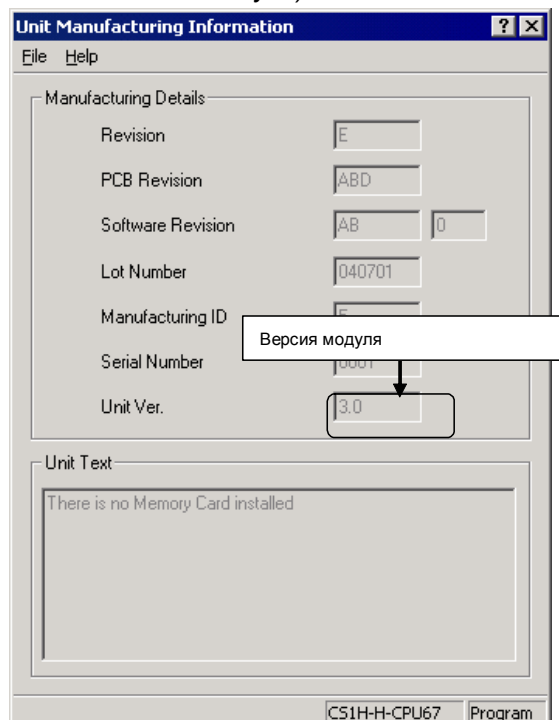 Unit Manufacturing Information
File Help
Manufacturing Details
Revision E
PCB Revision ABD
Software Revision AB 0
Lot Number 040701
Manufacturing ID
Версия модуля
Serial Number 0001
Unit Ver. 3.0
Unit Text
There is no Memory Card installed
CS1H-H-CPU67 Program